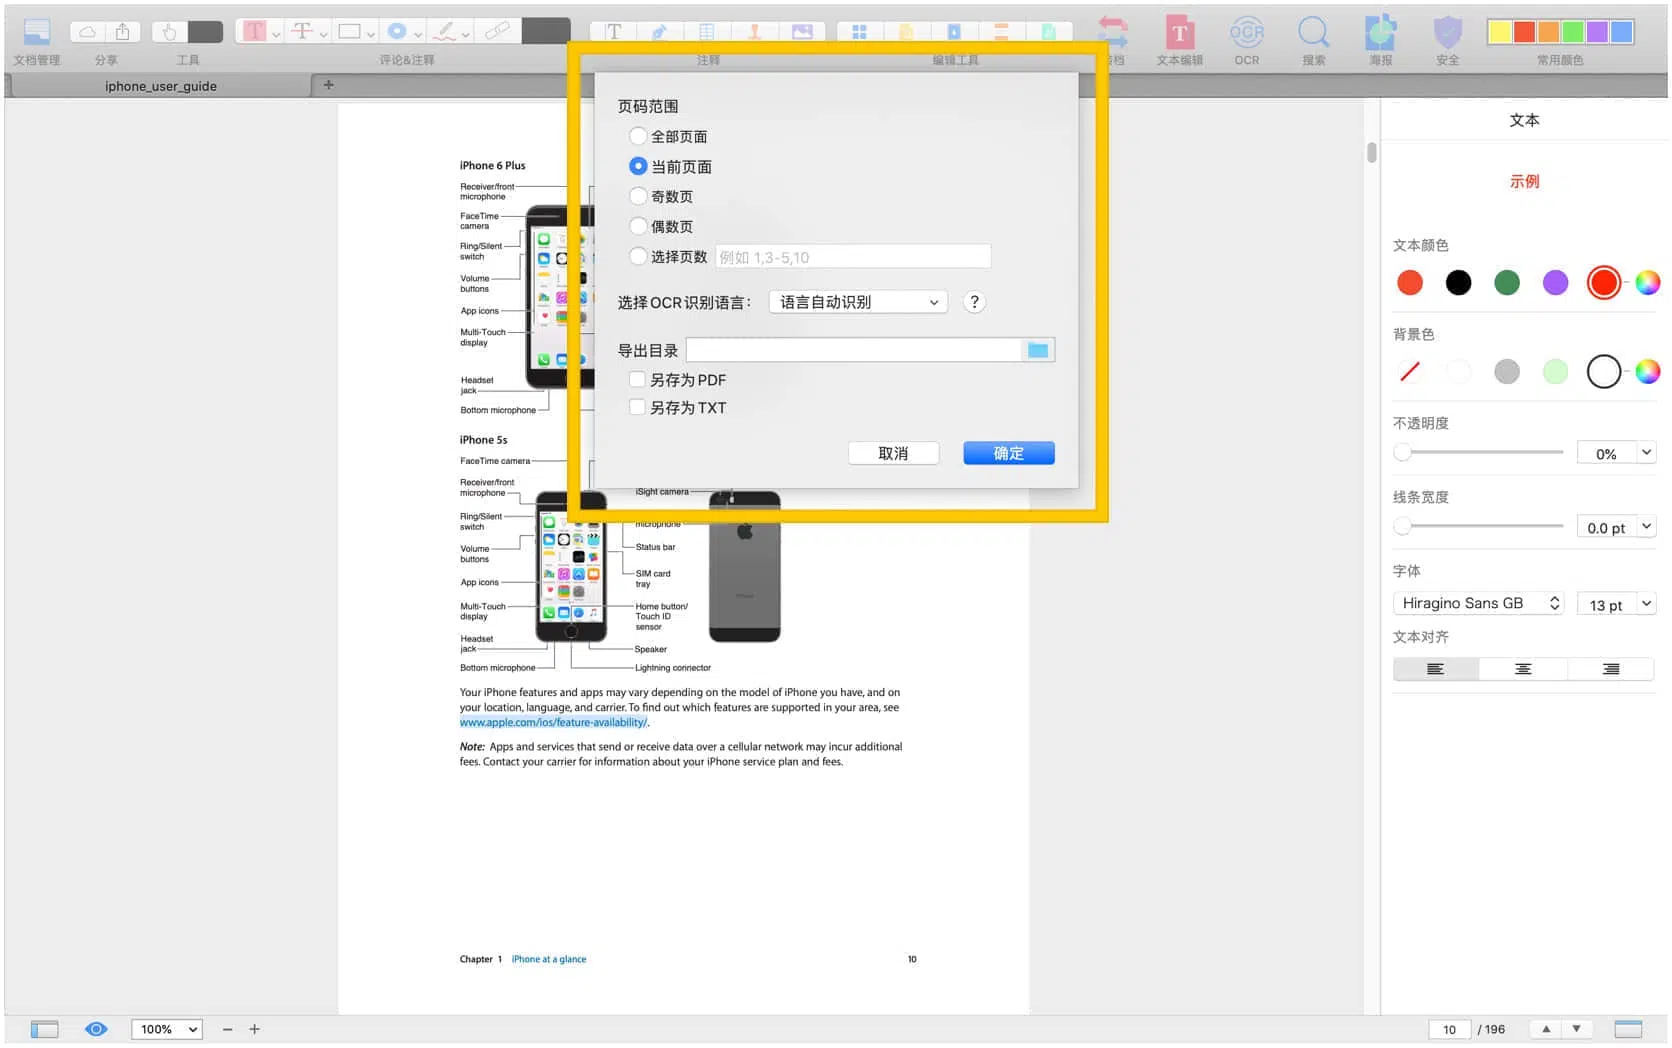 文档管理
分享
工具
评论&注释
注释
编辑工具
档
文本编辑
OCR
OCR
搜索
海报
安全
常用颜色
iphone_user_guide
页码范围
全部页面
当前页面
奇数页
偶数页
选择页数 例如 1,3-5,10
选择OCR识别语言: 语言自动识别 ?
导出目录
另存为PDF
另存为TXT
取消 确定
iPhone 6 Plus
Receiver/front
microphone
FaceTime
camera
Ring/Silent
switch
Volume
buttons
App icons
Multi-Touch
display
Headset
jack
Bottom microphone
iPhone 5s
FaceTime camera
Receiver/front
microphone
Ring/Silent
switch
Volume
buttons
App icons
Multi-Touch
display
Headset
jack
Bottom microphone
iSight camera
microphone
Status bar
SIM card
tray
Home button/
Touch ID
sensor
Speaker
Lightning connector
iPhone
Your iPhone features and apps may vary depending on the model of iPhone you have, and on
your location, language, and carrier. To find out which features are supported in your area, see
www.apple.com/ios/feature-availability/.
Note: Apps and services that send or receive data over a cellular network may incur additional
fees. Contact your carrier for information about your iPhone service plan and fees.
Chapter 1 iPhone at a glance 10
文本
示例
文本颜色
背景色
不透明度
0%
线条宽度
0.0 pt
字体
Hiragino Sans GB 13 pt
文本对齐
100% − +
10 / 196